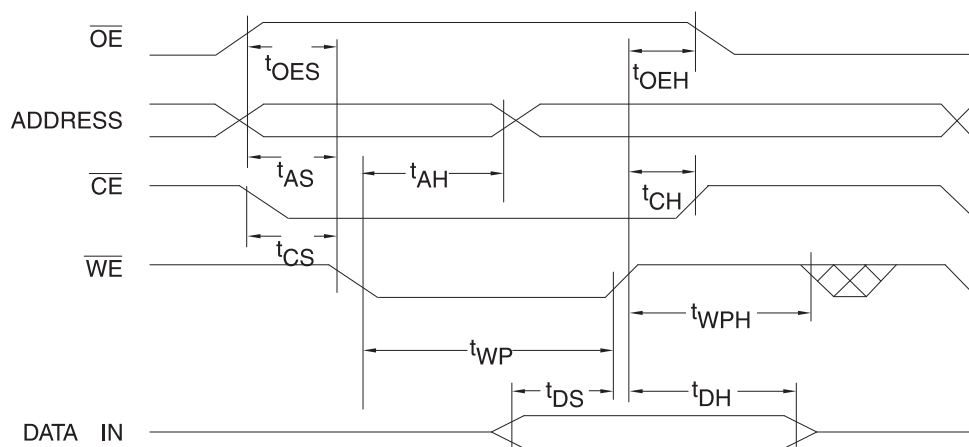 OE
tOES
tOEH
ADDRESS
tAS
tAH
CE
tCH
tCS
WE
tWPH
tWP
tDS
tDH
DATA IN